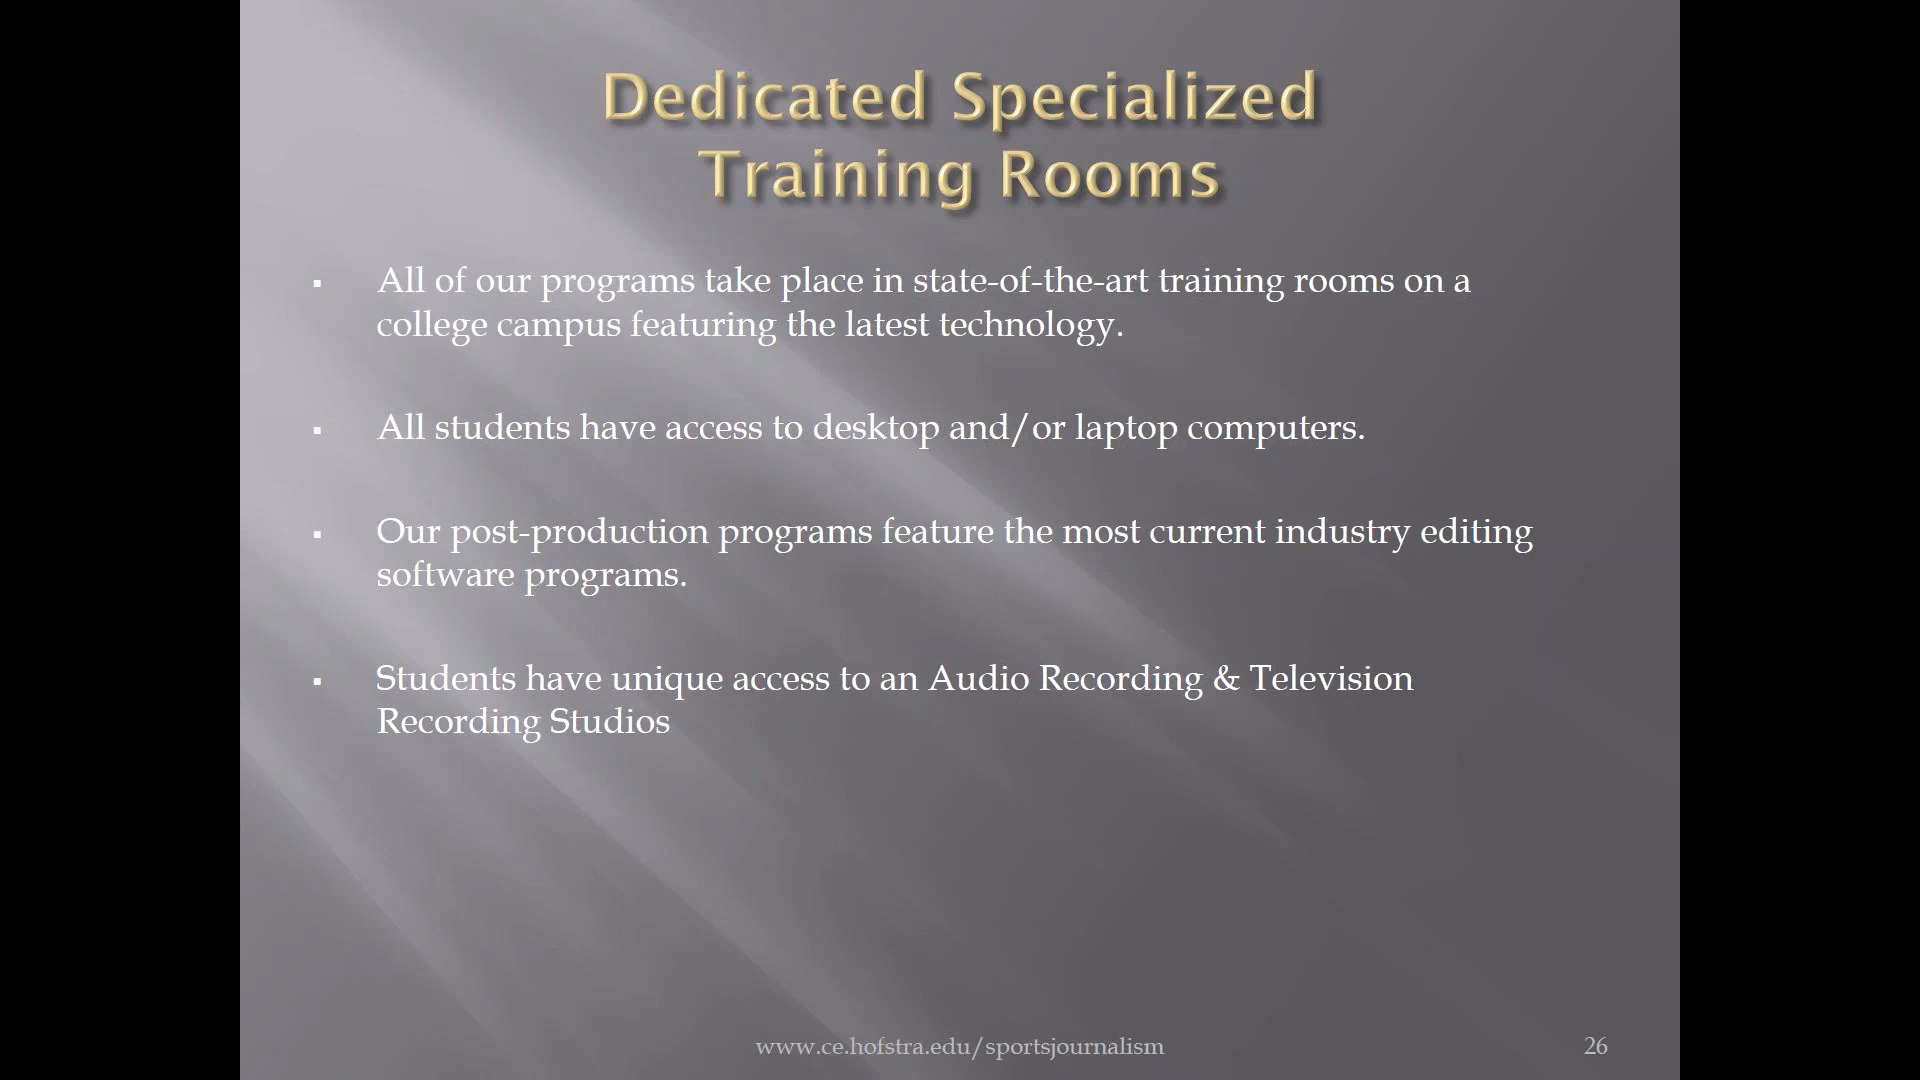 Dedicated Specialized
Training Rooms
▪ All of our programs take place in state-of-the-art training rooms on a
college campus featuring the latest technology.
▪ All students have access to desktop and/or laptop computers.
▪ Our post-production programs feature the most current industry editing
software programs.
▪ Students have unique access to an Audio Recording & Television
Recording Studios
www.ce.hofstra.edu/sportsjournalism
26